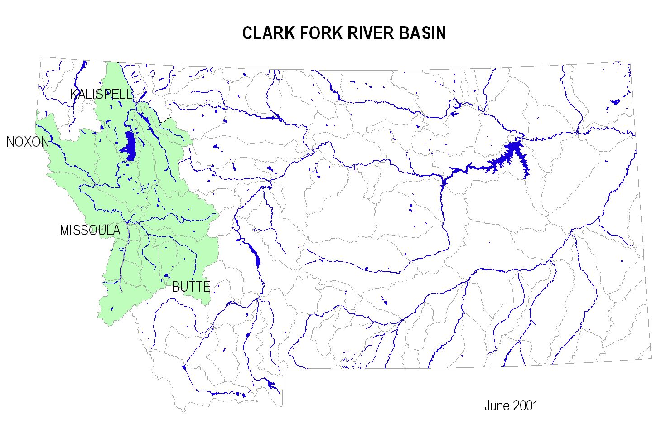 CLARK FORK RIVER BASIN
KALISPELL
NOXON
MISSOULA
BUTTE
June 2001